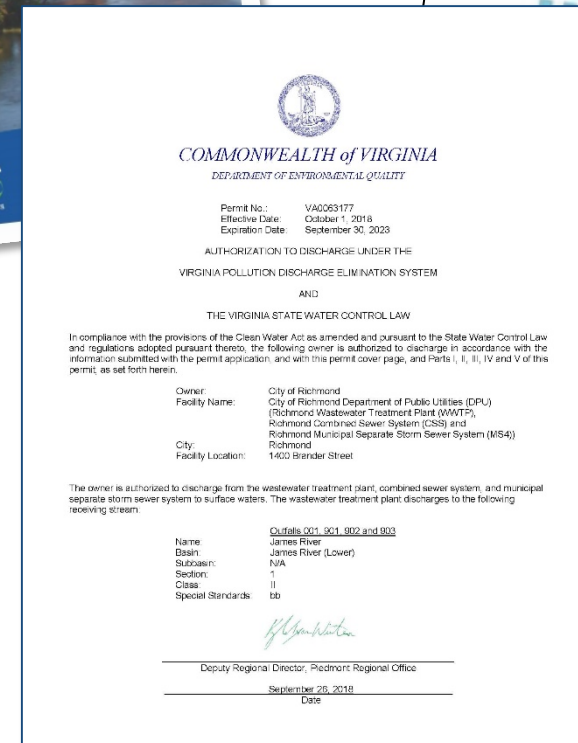 COMMONWEALTH of VIRGINIA
DEPARTMENT OF ENVIRONMENTAL QUALITY
Permit No.: VA0063177
Effective Date: October 1, 2018
Expiration Date: September 30, 2023
AUTHORIZATION TO DISCHARGE UNDER THE
VIRGINIA POLLUTION DISCHARGE ELIMINATION SYSTEM
AND
THE VIRGINIA STATE WATER CONTROL LAW
In compliance with the provisions of the Clean Water Act as amended and pursuant to the State Water Control Law
and regulations adopted pursuant thereto, the following owner is authorized to discharge in accordance with the
information submitted with the permit application, and with this permit cover page, and Parts I, II, III, IV and V of this
permit, as set forth herein.
Owner: City of Richmond
Facility Name: City of Richmond Department of Public Utilities (DPU)
(Richmond Wastewater Treatment Plant (WWTP),
Richmond Combined Sewer System (CSS) and
Richmond Municipal Separate Storm Sewer System (MS4))
City: Richmond
Facility Location: 1400 Brander Street
The owner is authorized to discharge from the wastewater treatment plant, combined sewer system, and municipal
separate storm sewer system to surface waters. The wastewater treatment plant discharges to the following
receiving stream:
Outfalls 001, 901, 902 and 903
Name: James River
Basin: James River (Lower)
Subbasin: N/A
Section: 1
Class: II
Special Standards: bb
Deputy Regional Director, Piedmont Regional Office
September 26, 2018
Date